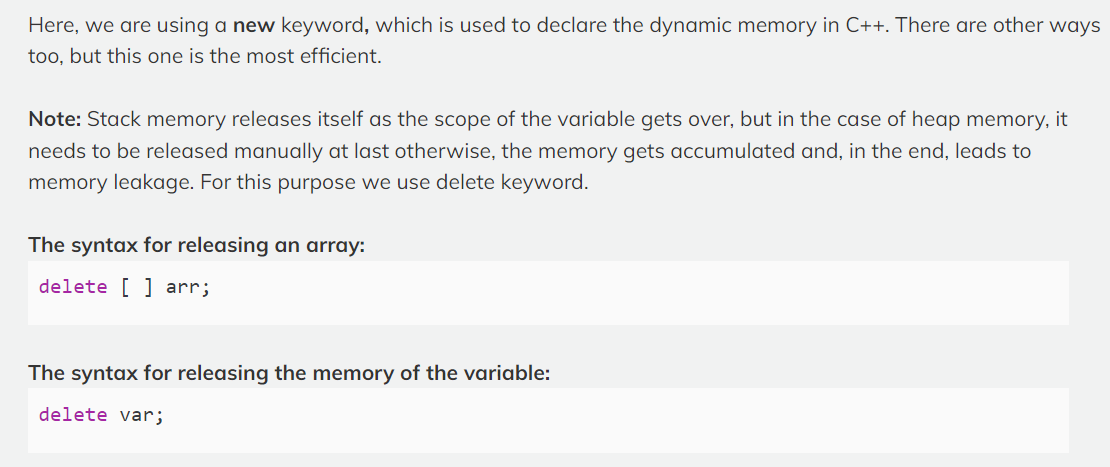 Here, we are using a new keyword, which is used to declare the dynamic memory in C++. There are other ways
too, but this one is the most efficient.
Note: Stack memory releases itself as the scope of the variable gets over, but in the case of heap memory, it
needs to be released manually at last otherwise, the memory gets accumulated and, in the end, leads to
memory leakage. For this purpose we use delete keyword.
The syntax for releasing an array:
delete [ ] arr;
The syntax for releasing the memory of the variable:
delete var;